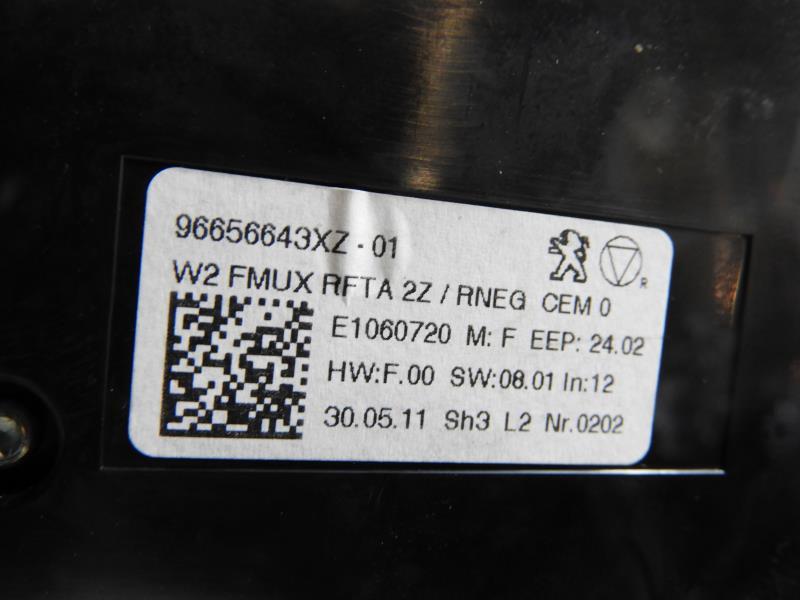 96656643XZ - 01
W2 FMUX RFTA 2Z / RNEG CEM 0
E1060720 M: F EEP: 24.02
HW:F.00 SW:08.01 In:12
30.05.11 Sh3 L2 Nr.0202
R